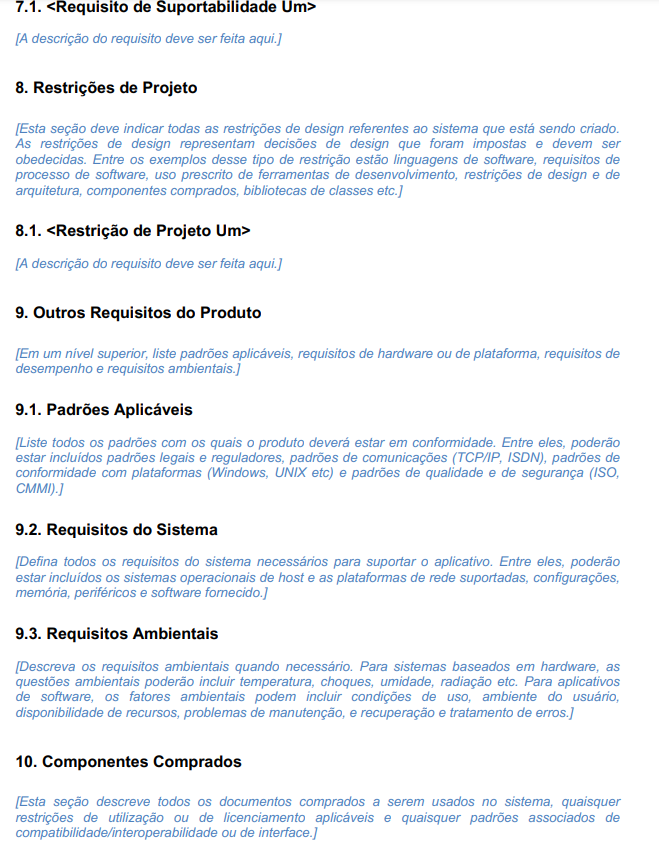 7.1. <Requisito de Suportabilidade Um>
[A descrição do requisito deve ser feita aqui.]
8. Restrições de Projeto
[Esta seção deve indicar todas as restrições de design referentes ao sistema que está sendo criado.
As restrições de design representam decisões de design que foram impostas e devem ser
obedecidas. Entre os exemplos desse tipo de restrição estão linguagens de software, requisitos de
processo de software, uso prescrito de ferramentas de desenvolvimento, restrições de design e de
arquitetura, componentes comprados, bibliotecas de classes etc.]
8.1. <Restrição de Projeto Um>
[A descrição do requisito deve ser feita aqui.]
9. Outros Requisitos do Produto
[Em um nível superior, liste padrões aplicáveis, requisitos de hardware ou de plataforma, requisitos de
desempenho e requisitos ambientais.]
9.1. Padrões Aplicáveis
[Liste todos os padrões com os quais o produto deverá estar em conformidade. Entre eles, poderão
estar incluídos padrões legais e reguladores, padrões de comunicações (TCP/IP, ISDN), padrões de
conformidade com plataformas (Windows, UNIX etc) e padrões de qualidade e de segurança (ISO,
CMMI).]
9.2. Requisitos do Sistema
[Defina todos os requisitos do sistema necessários para suportar o aplicativo. Entre eles, poderão
estar incluídos os sistemas operacionais de host e as plataformas de rede suportadas, configurações,
memória, periféricos e software fornecido.]
9.3. Requisitos Ambientais
[Descreva os requisitos ambientais quando necessário. Para sistemas baseados em hardware, as
questões ambientais poderão incluir temperatura, choques, umidade, radiação etc. Para aplicativos
de software, os fatores ambientais podem incluir condições de uso, ambiente do usuário,
disponibilidade de recursos, problemas de manutenção, e recuperação e tratamento de erros.]
10. Componentes Comprados
[Esta seção descreve todos os documentos comprados a serem usados no sistema, quaisquer
restrições de utilização ou de licenciamento aplicáveis e quaisquer padrões associados de
compatibilidade/interoperabilidade ou de interface.]